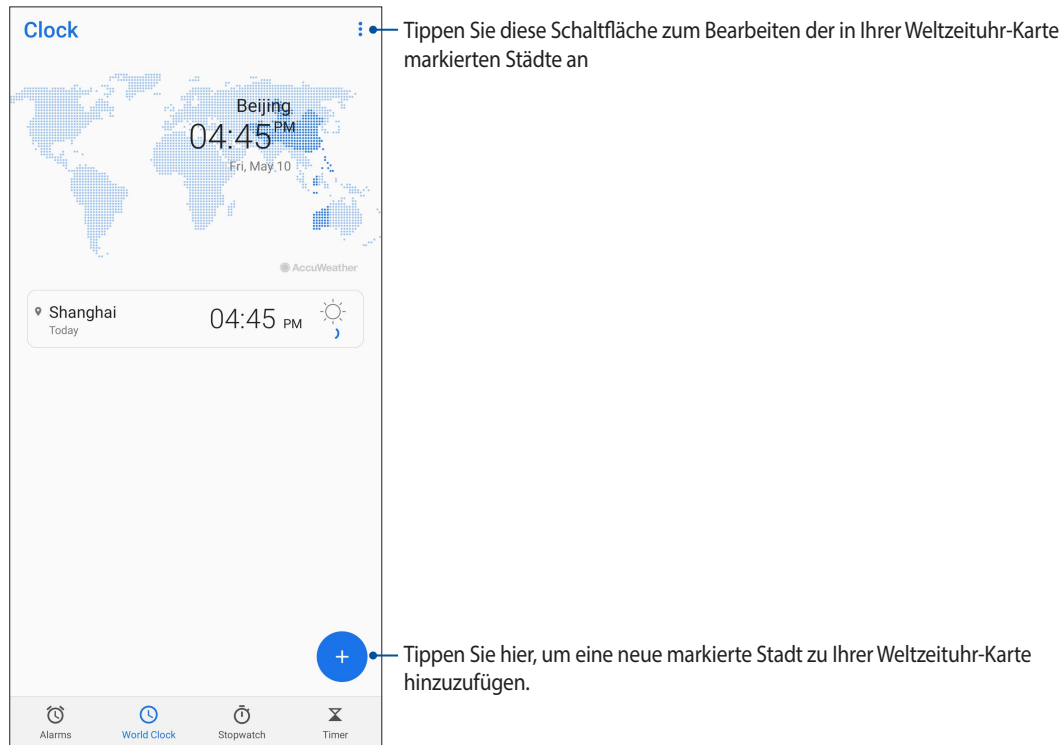 Clock
Tippen Sie diese Schaltfläche zum Bearbeiten der in Ihrer Weltzeituhr-Karte
markierten Städte an
Beijing
04:45 PM
Fri, May 10
AccuWeather
Shanghai
Today
04:45 PM
Tippen Sie hier, um eine neue markierte Stadt zu Ihrer Weltzeituhr-Karte
hinzuzufügen.
Alarms
World Clock
Stopwatch
Timer